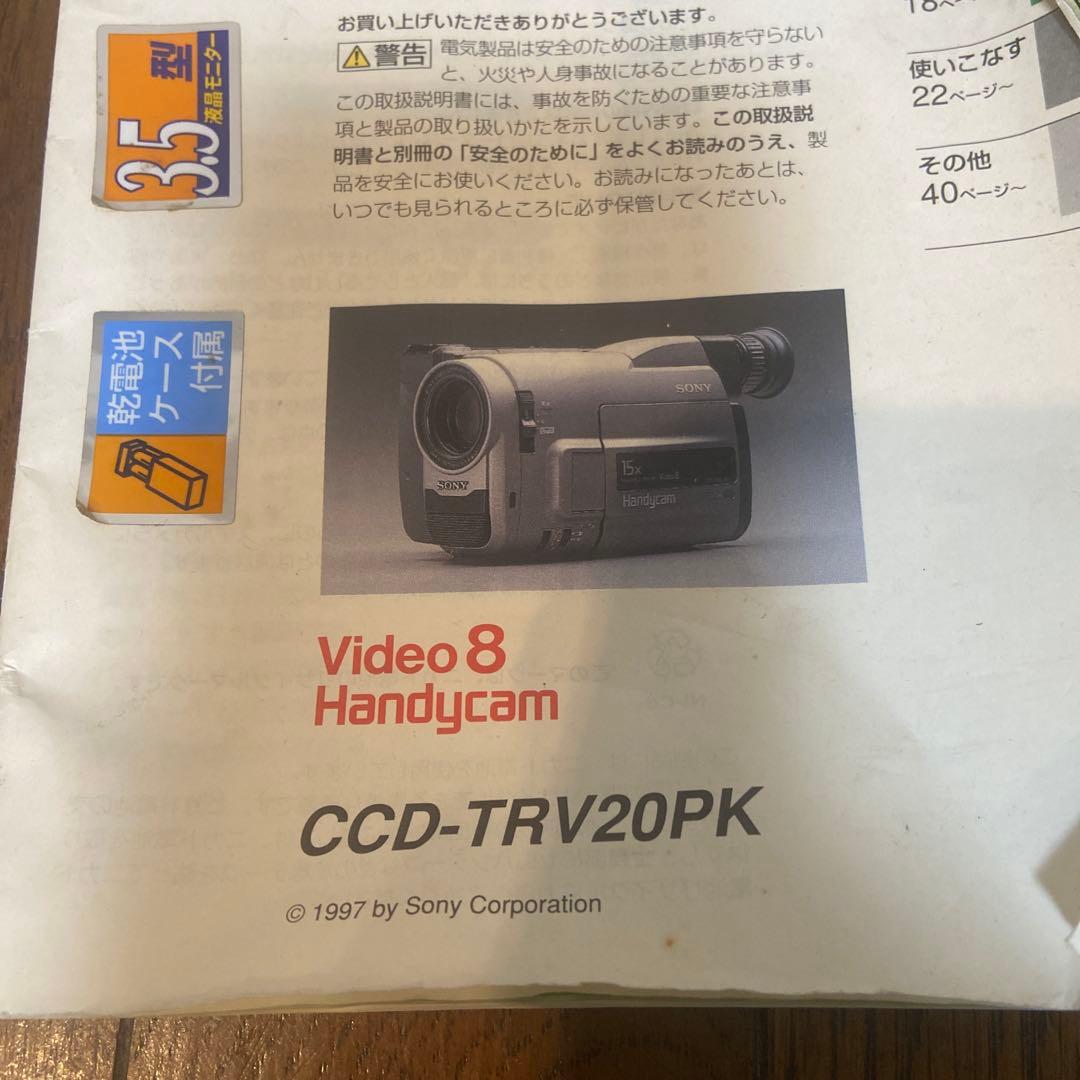 お買い上げいただきありがとうございます。
警告
電気製品は安全のための注意事項を守らない
と、火災や人身事故になることがあります。
この取扱説明書には、事故を防ぐための重要な注意事
項と製品の取り扱いかたを示しています。この取扱説
明書と別冊の「安全のために」をよくお読みのうえ、製
品を安全にお使いください。お読みになったあとは、
いつでも見られるところに必ず保管してください。
18ページ
使いこなす
22ページ〜
その他
40ページ〜
3.5型
液晶モニター
乾電池
ケース
付属
SONY
SONY
15x
Video 8
Handycam
Video 8
Handycam
CCD-TRV20PK
© 1997 by Sony Corporation